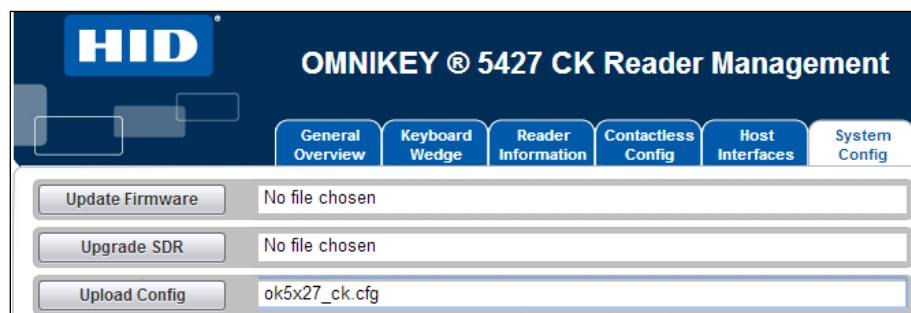 HID
OMNIKEY ® 5427 CK Reader Management
General Overview
Keyboard Wedge
Reader Information
Contactless Config
Host Interfaces
System Config
Update Firmware No file chosen
Upgrade SDR No file chosen
Upload Config ok5x27_ck.cfg